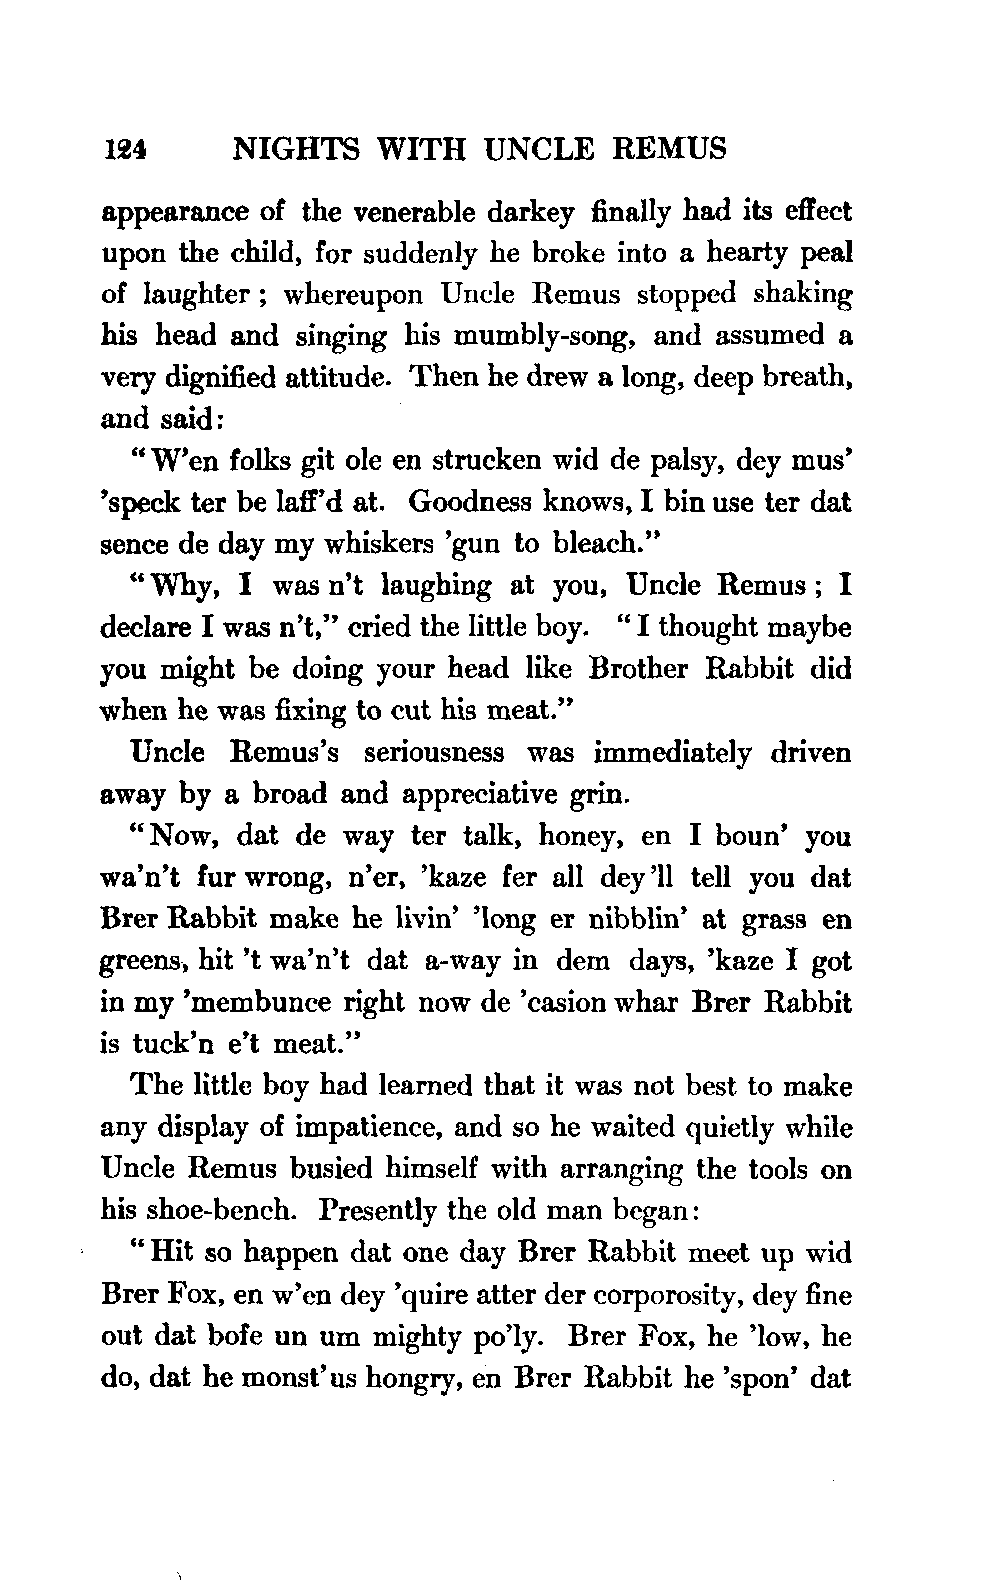 124 NIGHTS WITH UNCLE REMUS
appearance of the venerable darkey finally had its effect
upon the child, for suddenly he broke into a hearty peal
of laughter ; whereupon Uncle Remus stopped shaking
his head and singing his mumbly-song, and assumed a
very dignified attitude. Then he drew a long, deep breath,
and said:
“W’en folks git ole en strucken wid de palsy, dey mus’
’speck ter be laff’d at. Goodness knows, I bin use ter dat
sence de day my whiskers ’gun to bleach.”
“Why, I was n’t laughing at you, Uncle Remus ; I
declare I was n’t,” cried the little boy. “I thought maybe
you might be doing your head like Brother Rabbit did
when he was fixing to cut his meat.”
Uncle Remus’s seriousness was immediately driven
away by a broad and appreciative grin.
“Now, dat de way ter talk, honey, en I boun’ you
wa’n’t fur wrong, n’er, ’kaze fer all dey ’ll tell you dat
Brer Rabbit make he livin’ ’long er nibblin’ at grass en
greens, hit ’t wa’n’t dat a-way in dem days, ’kaze I got
in my ’membunce right now de ’casion whar Brer Rabbit
is tuck’n e’t meat.”
The little boy had learned that it was not best to make
any display of impatience, and so he waited quietly while
Uncle Remus busied himself with arranging the tools on
his shoe-bench. Presently the old man began:
“Hit so happen dat one day Brer Rabbit meet up wid
Brer Fox, en w’en dey ’quire atter der corporosity, dey fine
out dat bofe un um mighty po’ly. Brer Fox, he ’low, he
do, dat he monst’us hongry, en Brer Rabbit he ’spon’ dat